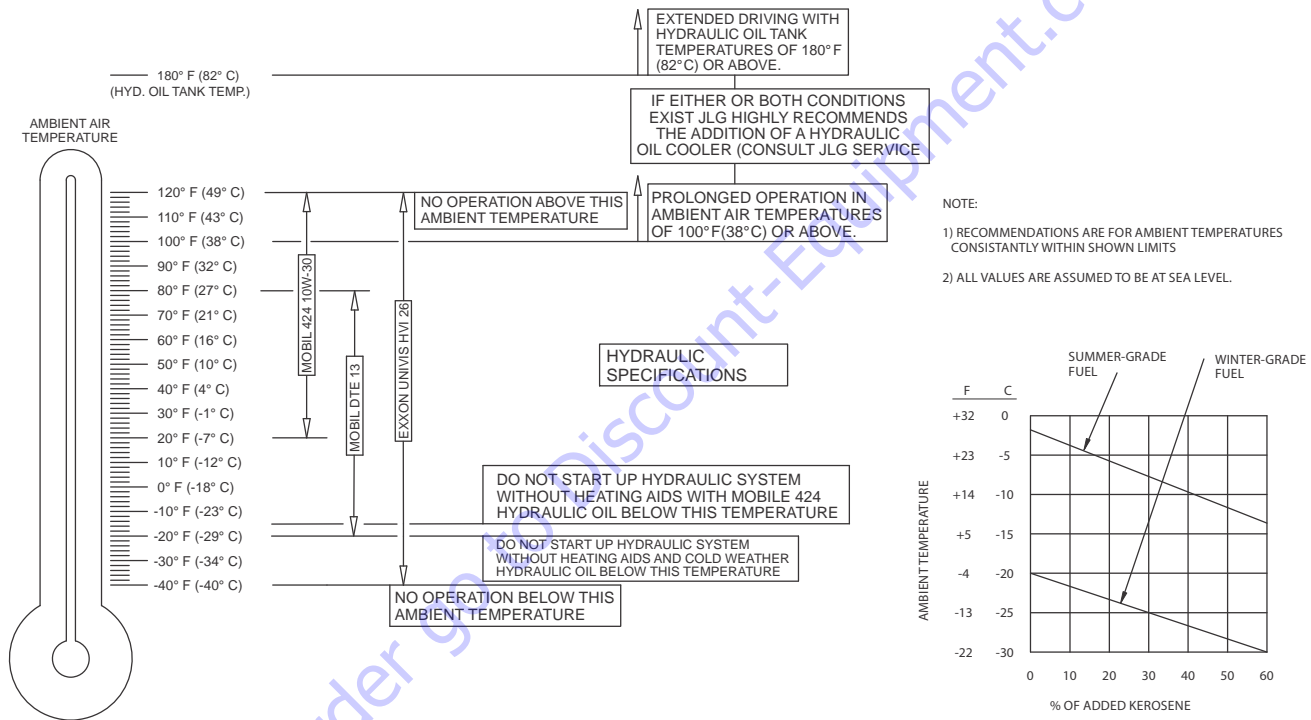 EXTENDED DRIVING WITH
HYDRAULIC OIL TANK
TEMPERATURES OF 180° F
(82°C) OR ABOVE.
180° F (82° C)
(HYD. OIL TANK TEMP.)
IF EITHER OR BOTH CONDITIONS
EXIST JLG HIGHLY RECOMMENDS
THE ADDITION OF A HYDRAULIC
OIL COOLER (CONSULT JLG SERVICE
AMBIENT AIR
TEMPERATURE
120° F (49° C)
110° F (43° C)
100° F (38° C)
90° F (32° C)
80° F (27° C)
70° F (21° C)
60° F (16° C)
50° F (10° C)
40° F (4° C)
30° F (-1° C)
20° F (-7° C)
10° F (-12° C)
0° F (-18° C)
-10° F (-23° C)
-20° F (-29° C)
-30° F (-34° C)
-40° F (-40° C)
MOBIL 424 10W-30
MOBIL DTE 13
EXXON UNIVIS HVI 26
NO OPERATION ABOVE THIS
AMBIENT TEMPERATURE
PROLONGED OPERATION IN
AMBIENT AIR TEMPERATURES
OF 100°F(38°C) OR ABOVE.
HYDRAULIC
SPECIFICATIONS
DO NOT START UP HYDRAULIC SYSTEM
WITHOUT HEATING AIDS WITH MOBILE 424
HYDRAULIC OIL BELOW THIS TEMPERATURE
DO NOT START UP HYDRAULIC SYSTEM
WITHOUT HEATING AIDS AND COLD WEATHER
HYDRAULIC OIL BELOW THIS TEMPERATURE
NO OPERATION BELOW THIS
AMBIENT TEMPERATURE
NOTE:
1) RECOMMENDATIONS ARE FOR AMBIENT TEMPERATURES
CONSISTANTLY WITHIN SHOWN LIMITS
2) ALL VALUES ARE ASSUMED TO BE AT SEA LEVEL.
SUMMER-GRADE
FUEL
WINTER-GRADE
FUEL
F C
+32 0
+23 -5
+14 -10
+5 -15
-4 -20
-13 -25
-22 -30
AMBIENT TEMPERATURE
0 10 20 30 40 50 60
% OF ADDED KEROSENE
rder go to Discount-Equipment.c